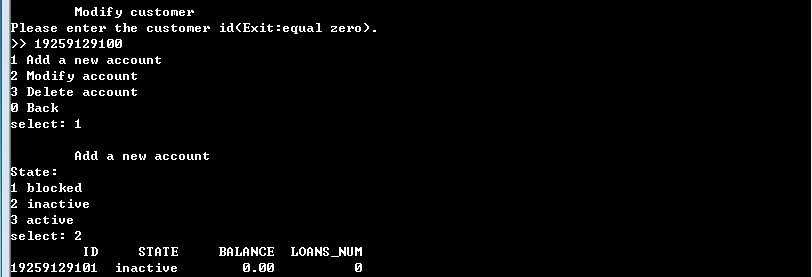 Modify customer
Please enter the customer id(Exit:equal zero).
>> 19259129100
1 Add a new account
2 Modify account
3 Delete account
0 Back
select: 1
Add a new account
State:
1 blocked
2 inactive
3 active
select: 2
ID STATE BALANCE LOANS_NUM
19259129101 inactive 0.00 0